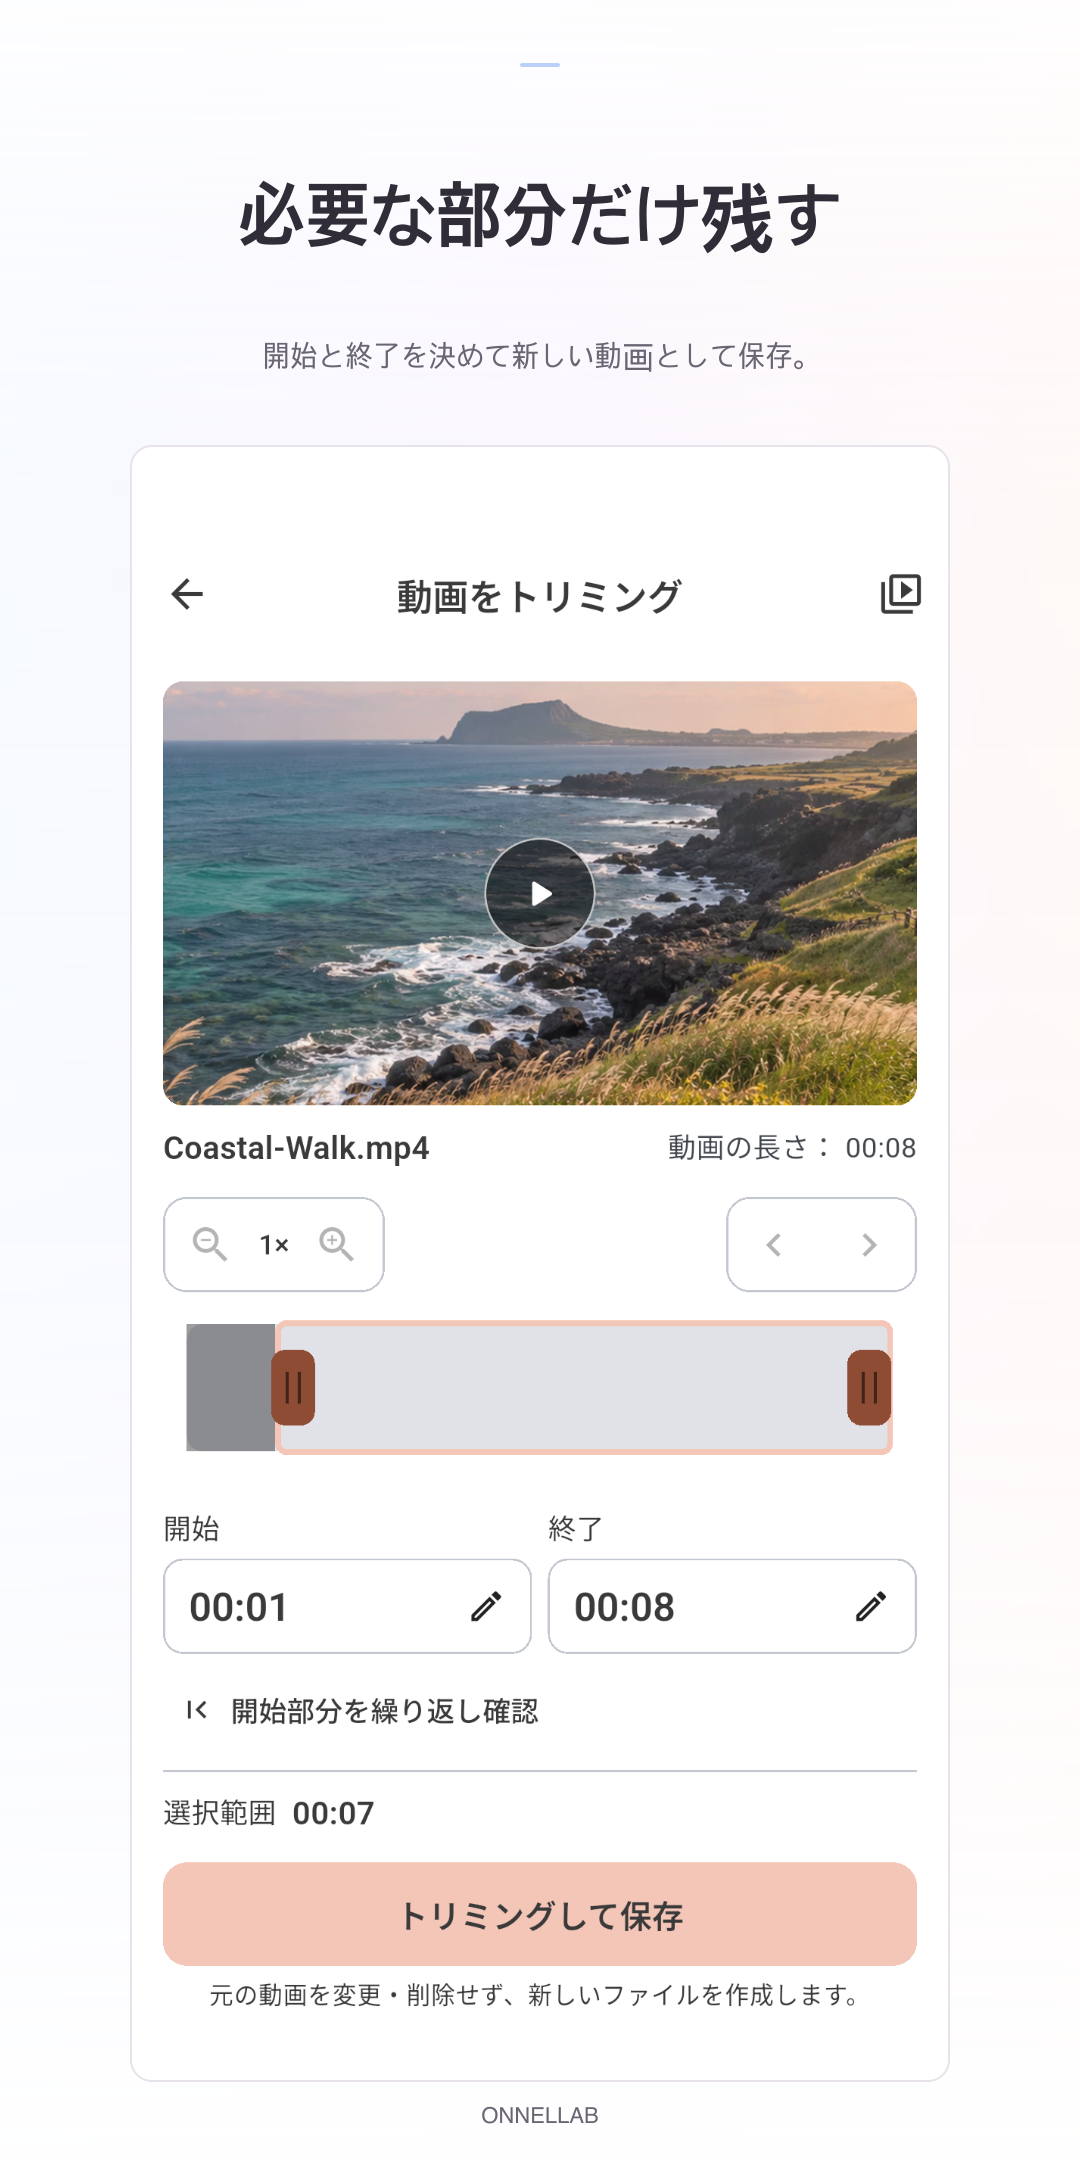 必要な部分だけ残す
開始と終了を決めて新しい動画として保存。
動画をトリミング
Coastal-Walk.mp4
動画の長さ： 00:08
1×
開始
終了
00:01
00:08
開始部分を繰り返し確認
選択範囲 00:07
トリミングして保存
元の動画を変更・削除せず、新しいファイルを作成します。
ONNELLAB